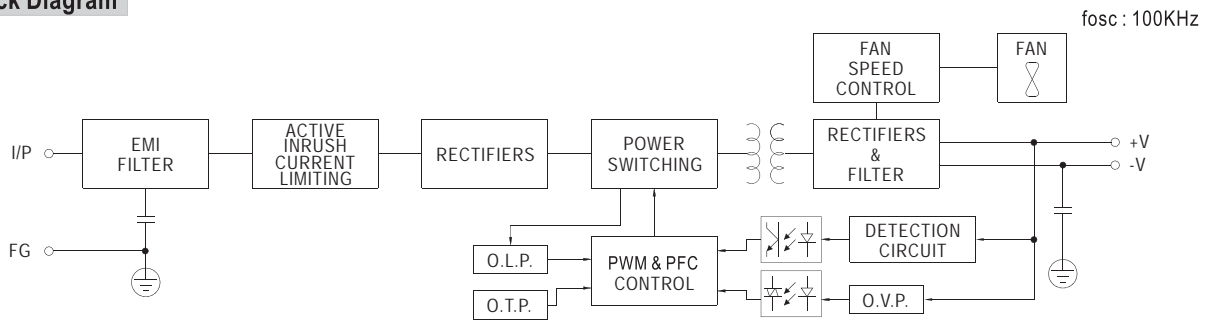 ck Diagram
fosc : 100KHz
FAN
SPEED
CONTROL
FAN
I/P
EMI
FILTER
ACTIVE
INRUSH
CURRENT
LIMITING
RECTIFIERS
POWER
SWITCHING
RECTIFIERS
&
FILTER
+V
-V
FG
O.L.P.
PWM & PFC
CONTROL
DETECTION
CIRCUIT
O.T.P.
O.V.P.